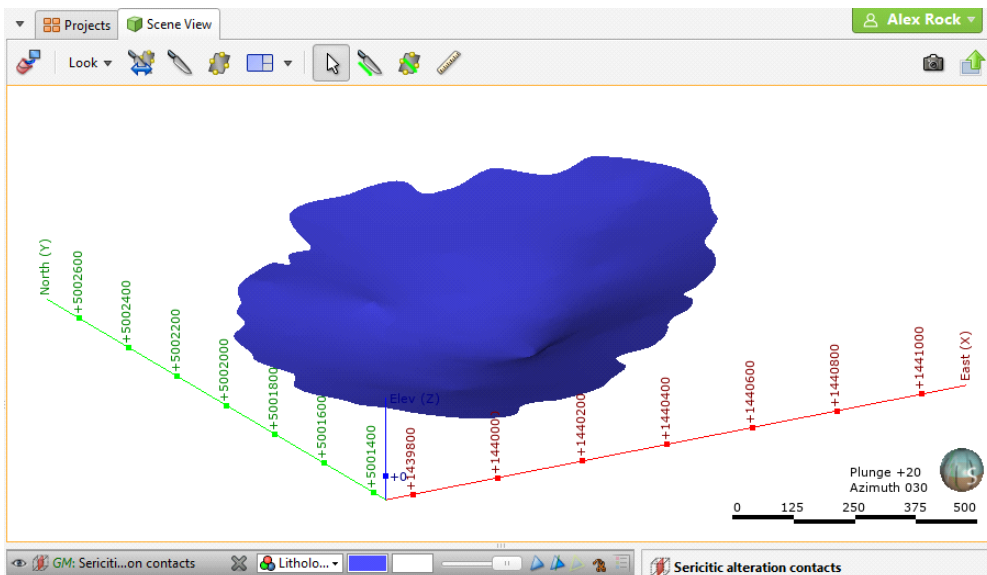 Projects
Scene View
Alex Rock
Look
North (Y)
+5002600
+5002400
+5002200
+5002000
+5001800
+5001600
+5001400
Elev (Z)
+0
+1439800
+1440000
+1440200
+1440400
+1440600
+1440800
+1441000
East (X)
S
Plunge +20
Azimuth 030
0 125 250 375 500
GM: Sericiti...on contacts
Litholo...
Sericitic alteration contacts